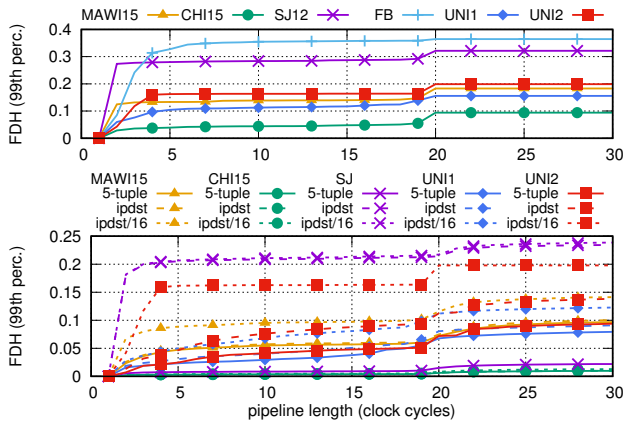 MAWI15 CHI15 SJ12 FB UNI1 UNI2
0.4
0.3
0.2
0.1
0
FDH (99th perc.)
0 5 10 15 20 25 30
MAWI15 CHI15 SJ UNI1 UNI2
5-tuple 5-tuple 5-tuple 5-tuple 5-tuple
ipdst ipdst ipdst ipdst ipdst
ipdst/16 ipdst/16 ipdst/16 ipdst/16 ipdst/16
0.25
0.2
0.15
0.1
0.05
0
FDH (99th perc.)
0 5 10 15 20 25 30
pipeline length (clock cycles)